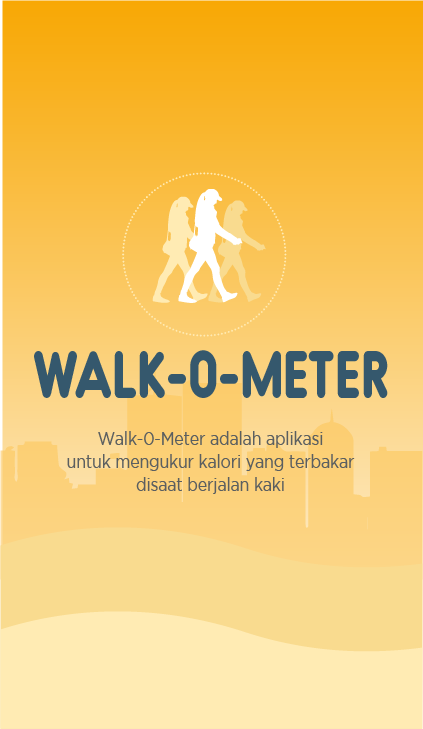 WALK-O-METER
Walk-O-Meter adalah aplikasi
untuk mengukur kalori yang terbakar
disaat berjalan kaki